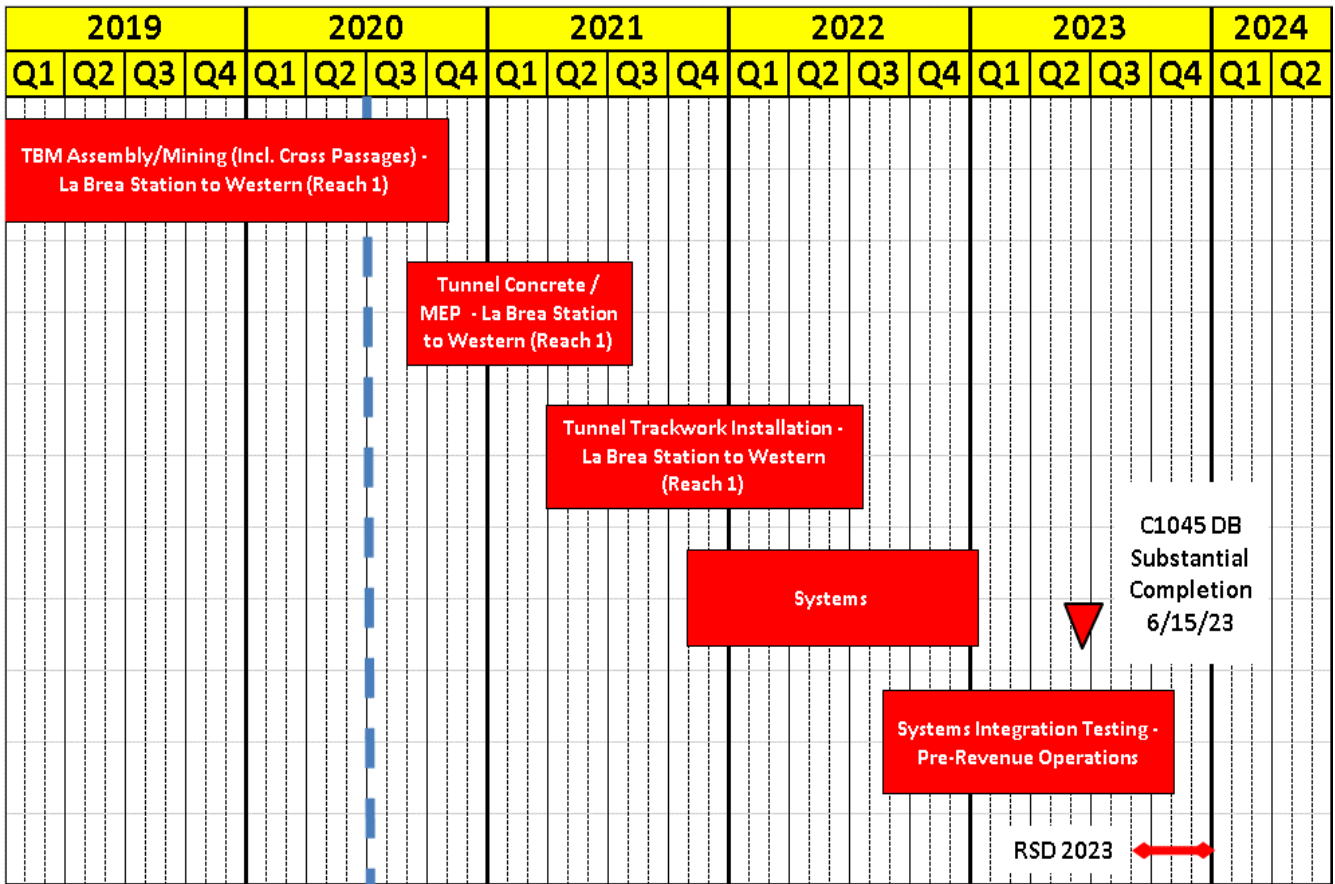 2019 2020 2021 2022 2023 2024
Q1 Q2 Q3 Q4 Q1 Q2 Q3 Q4 Q1 Q2 Q3 Q4 Q1 Q2 Q3 Q4 Q1 Q2 Q3 Q4 Q1 Q2
TBM Assembly/Mining (Incl. Cross Passages) -
La Brea Station to Western (Reach 1)
Tunnel Concrete /
MEP - La Brea Station
to Western (Reach 1)
Tunnel Trackwork Installation -
La Brea Station to Western
(Reach 1)
C1045 DB
Substantial
Completion
6/15/23
Systems
Systems Integration Testing -
Pre-Revenue Operations
RSD 2023